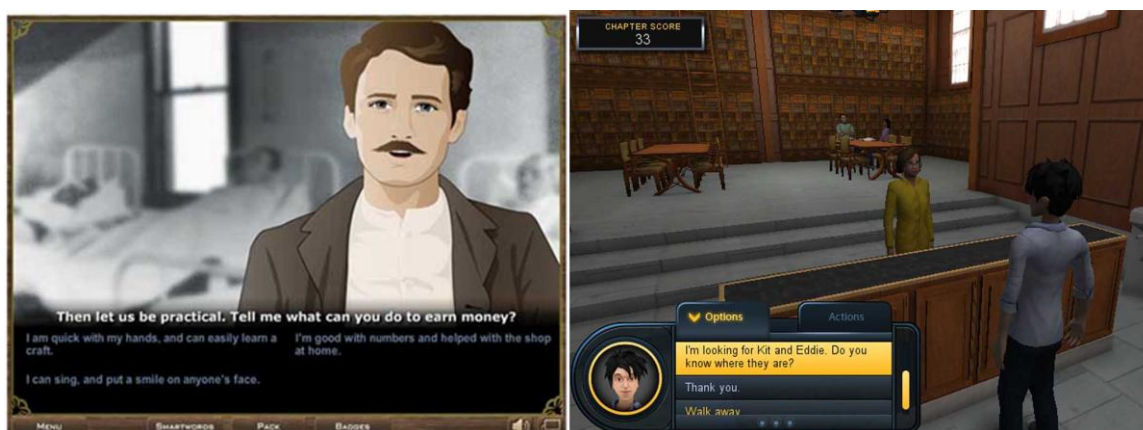 Then let us be practical. Tell me what can you do to earn money?
I am quick with my hands, and can easily learn a
craft.
I'm good with numbers and helped with the shop
at home.
I can sing, and put a smile on anyone's face.
MENU
SMARTWORDS
PACK
BADGES
CHAPTER SCORE
33
Options
Actions
I'm looking for Kit and Eddie. Do you
know where they are?
Thank you.
Walk away